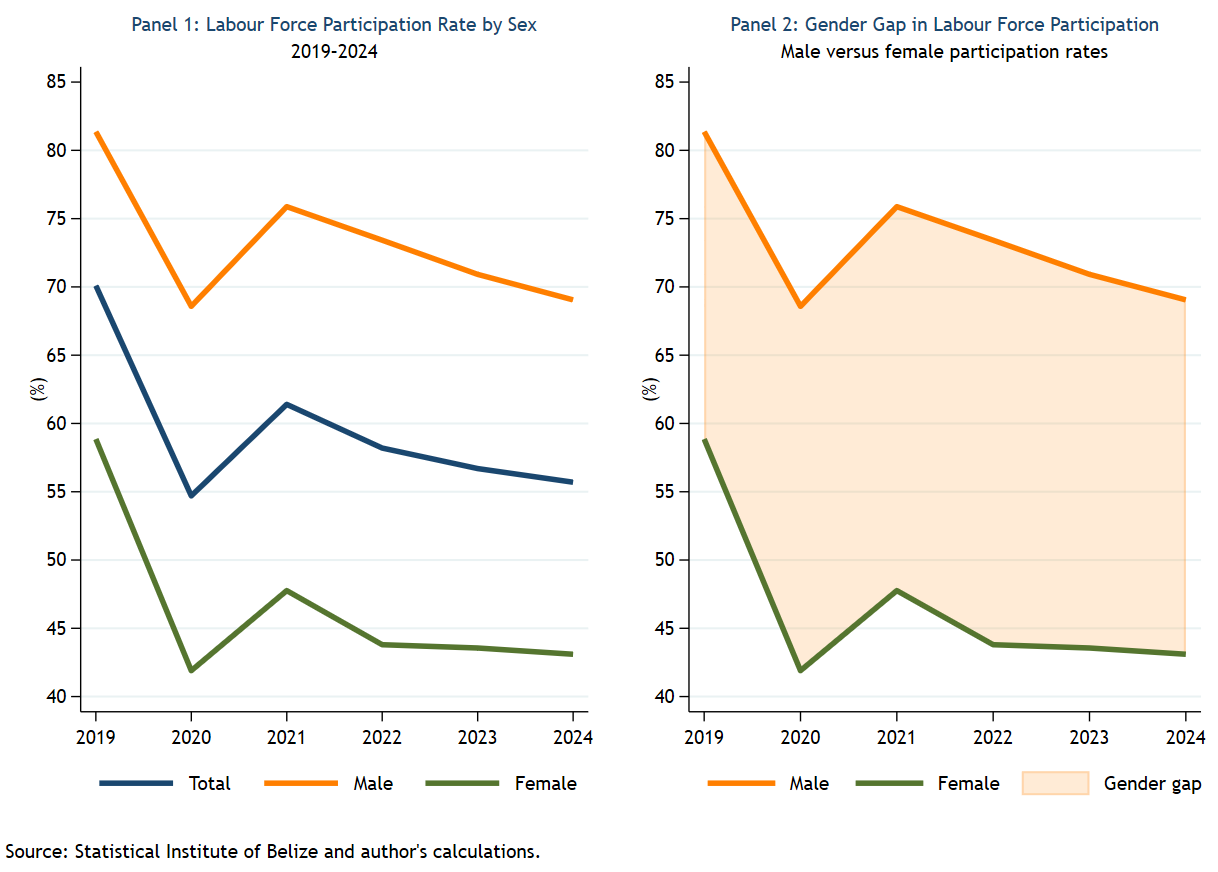 Panel 1: Labour Force Participation Rate by Sex
2019-2024
85
80
75
70
65
60
55
50
45
40
(%)
2019 2020 2021 2022 2023 2024
Total Male Female
Panel 2: Gender Gap in Labour Force Participation
Male versus female participation rates
85
80
75
70
65
60
55
50
45
40
(%)
2019 2020 2021 2022 2023 2024
Male Female Gender gap
Source: Statistical Institute of Belize and author's calculations.